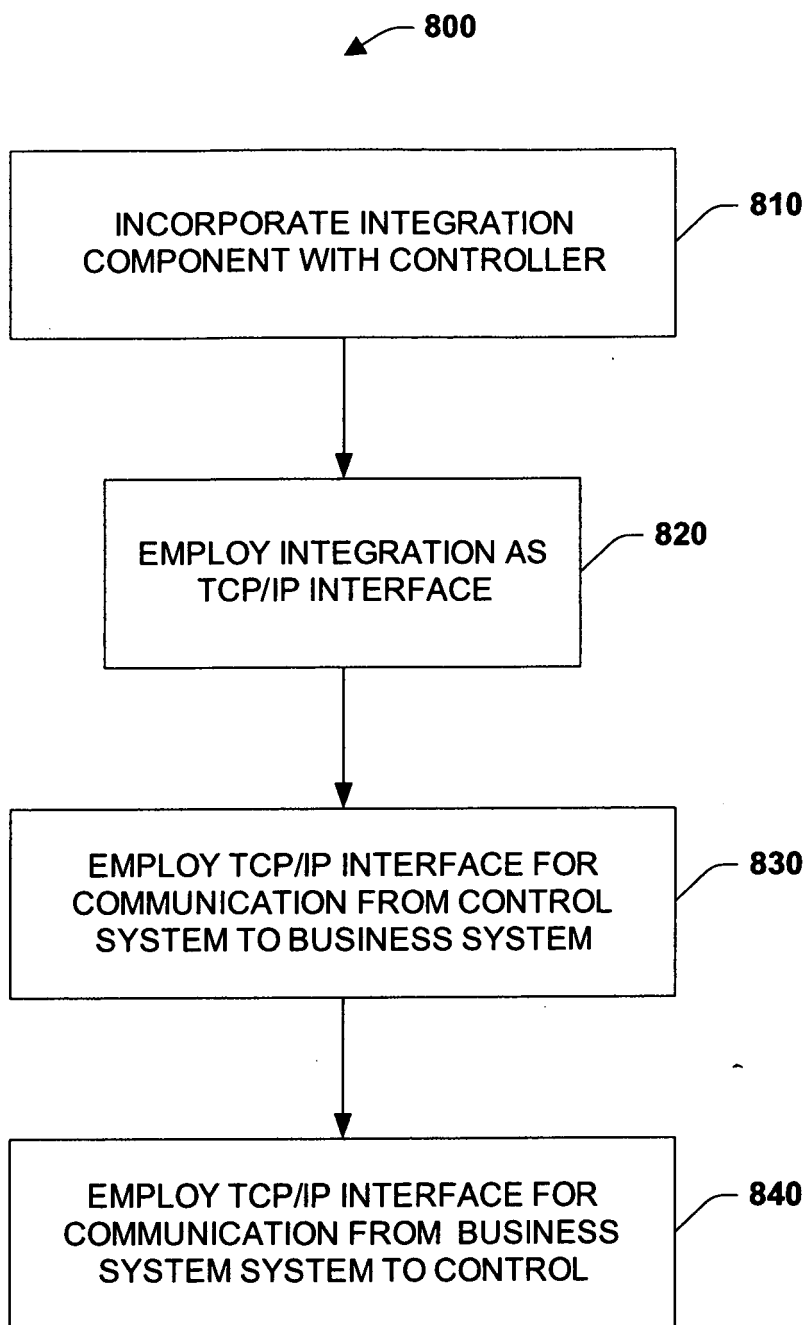 800
INCORPORATE INTEGRATION
COMPONENT WITH CONTROLLER
810
EMPLOY INTEGRATION AS
TCP/IP INTERFACE
820
EMPLOY TCP/IP INTERFACE FOR
COMMUNICATION FROM CONTROL
SYSTEM TO BUSINESS SYSTEM
830
EMPLOY TCP/IP INTERFACE FOR
COMMUNICATION FROM BUSINESS
SYSTEM SYSTEM TO CONTROL
840